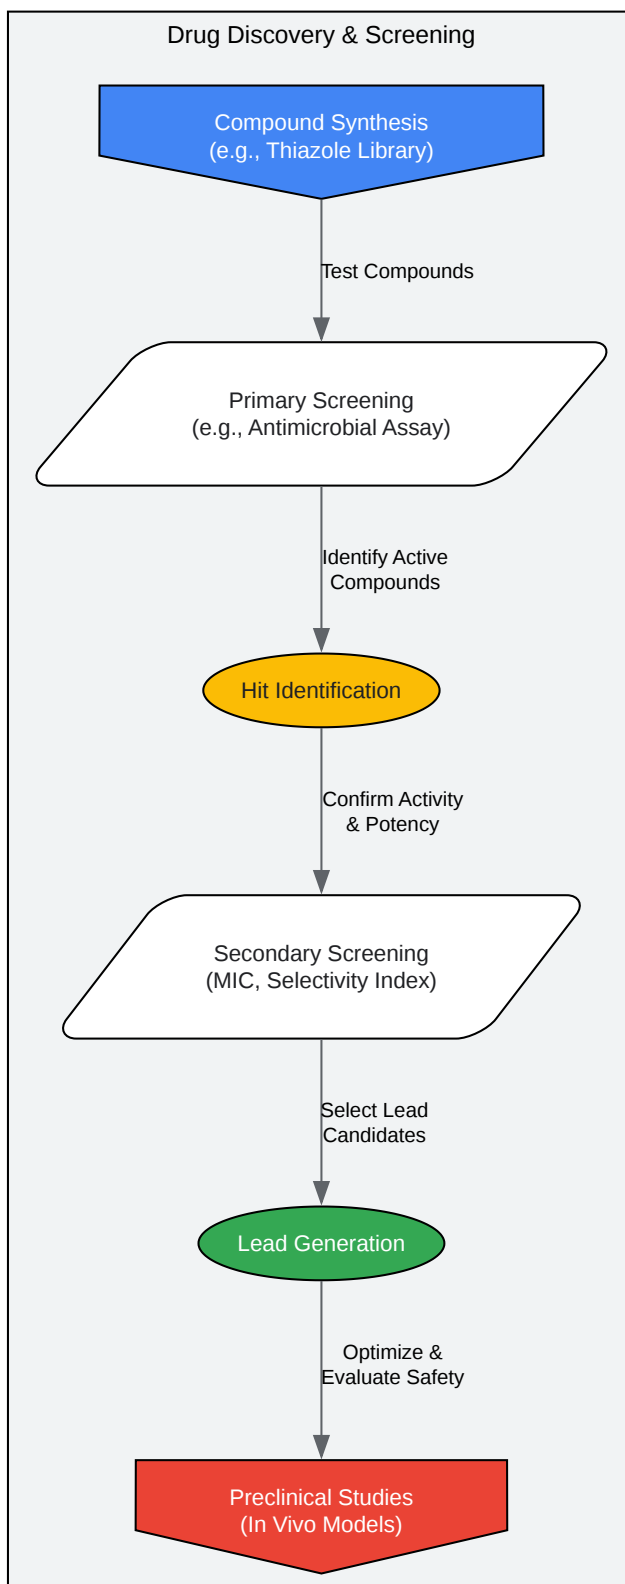 Drug Discovery & Screening
Compound Synthesis
(e.g., Thiazole Library)
Test Compounds
Primary Screening
(e.g., Antimicrobial Assay)
Identify Active
Compounds
Hit Identification
Confirm Activity
& Potency
Secondary Screening
(MIC, Selectivity Index)
Select Lead
Candidates
Lead Generation
Optimize &
Evaluate Safety
Preclinical Studies
(In Vivo Models)